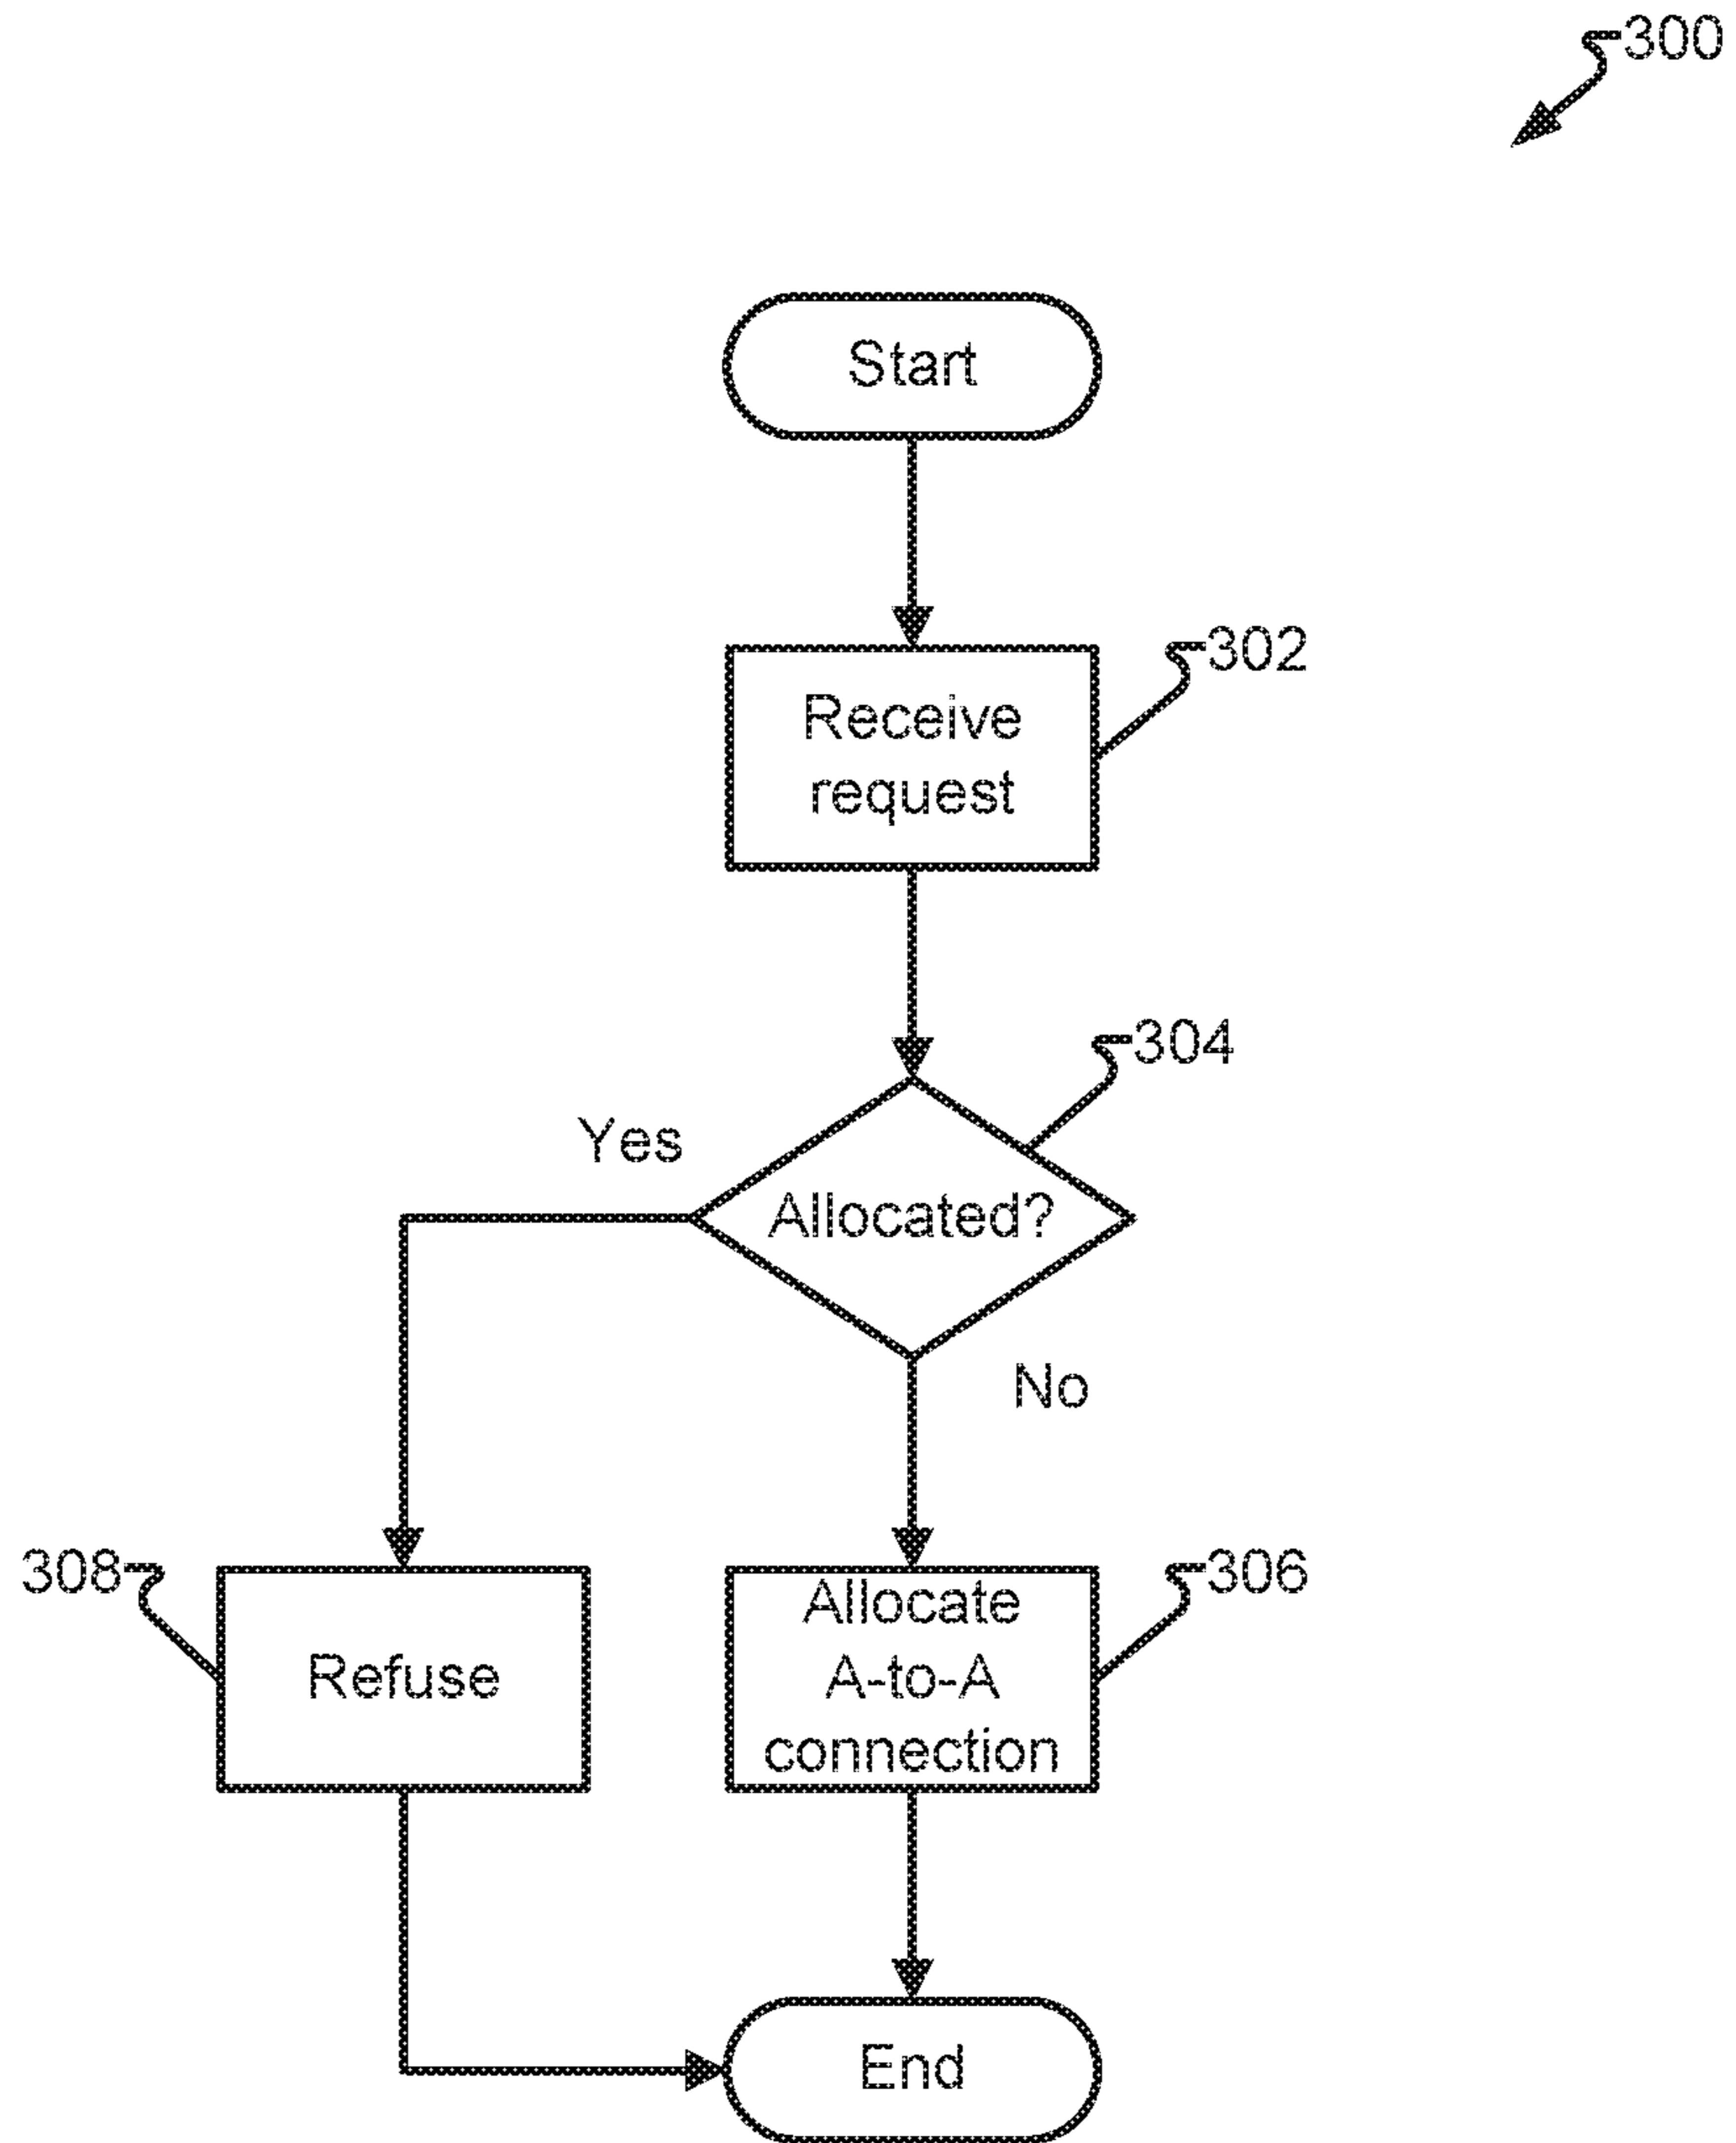 300
Start
302
Receive
request
304
Yes
Allocated?
No
308
306
Refuse
Allocate
A-to-A
connection
End